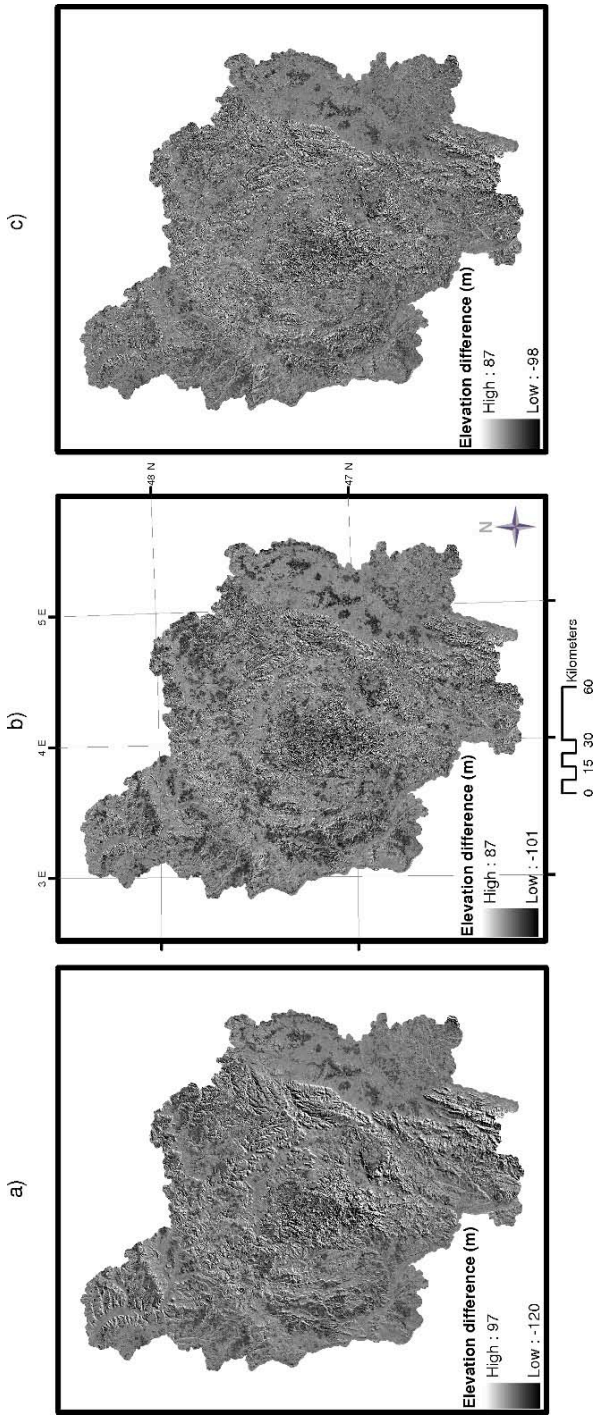 a)
Elevation difference (m)
High : 97
Low : -120
b)
3 E
4 E
5 E
48 N
47 N
N
Elevation difference (m)
High : 87
Low : -101
0 15 30 60
Kilometers
c)
Elevation difference (m)
High : 87
Low : -98